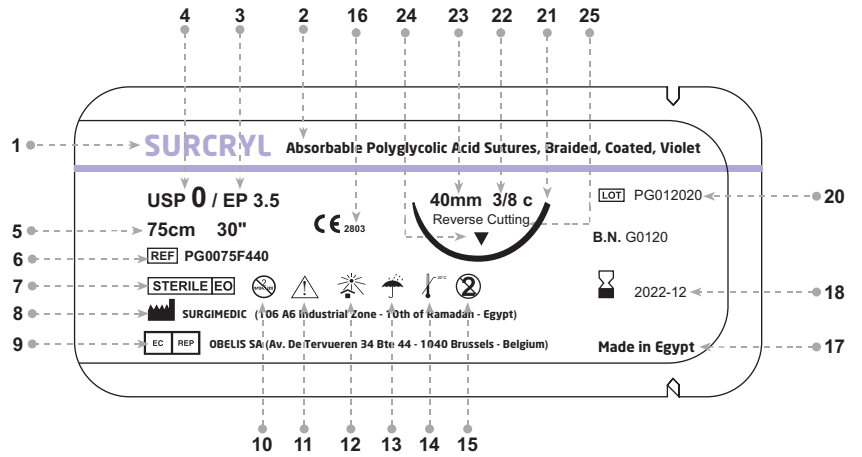 4 3 2 16 24 23 22 21 25
1 SURCRYL Absorbable Polyglycolic Acid Sutures, Braided, Coated, Violet
USP 0 / EP 3.5
40mm 3/8 c
LOT PG012020 20
Reverse Cutting
CE 2803
5 75cm 30"
B.N. G0120
6 REF PG0075F440
7 STERILE EO
25°C
2
2022-12 18
8 SURGIMEDIC (106 A6 Industrial Zone - 10th of Ramadan - Egypt)
9 EC REP OBELIS SA (Av. De Tervueren 34 Bte 44 - 1040 Brussels - Belgium)
Made in Egypt 17
10 11 12 13 14 15